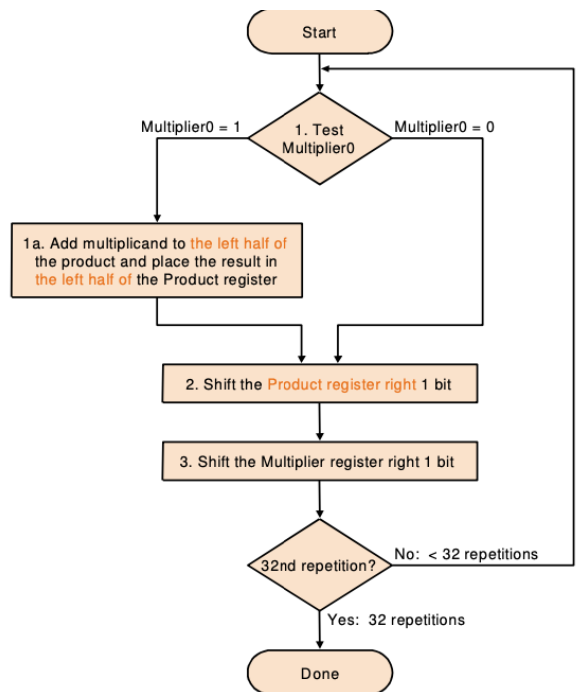 Start
Multiplier0 = 1
1. Test
Multiplier0
Multiplier0 = 0
1a. Add multiplicand to the left half of
the product and place the result in
the left half of the Product register
2. Shift the Product register right 1 bit
3. Shift the Multiplier register right 1 bit
32nd repetition?
No:  < 32 repetitions
Yes:  32 repetitions
Done